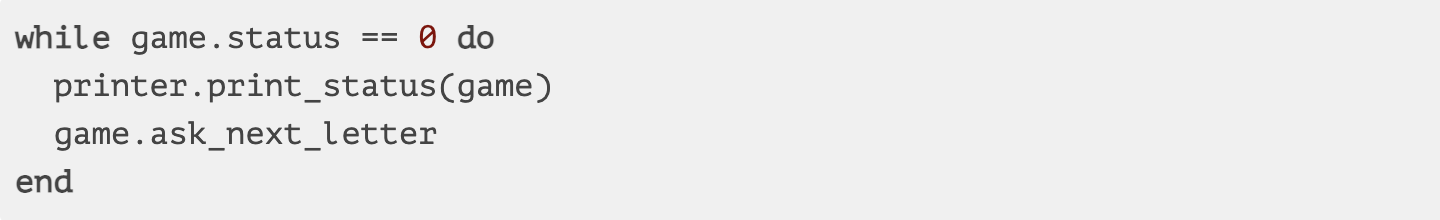 while game.status == 0 do
  printer.print_status(game)
  game.ask_next_letter
end